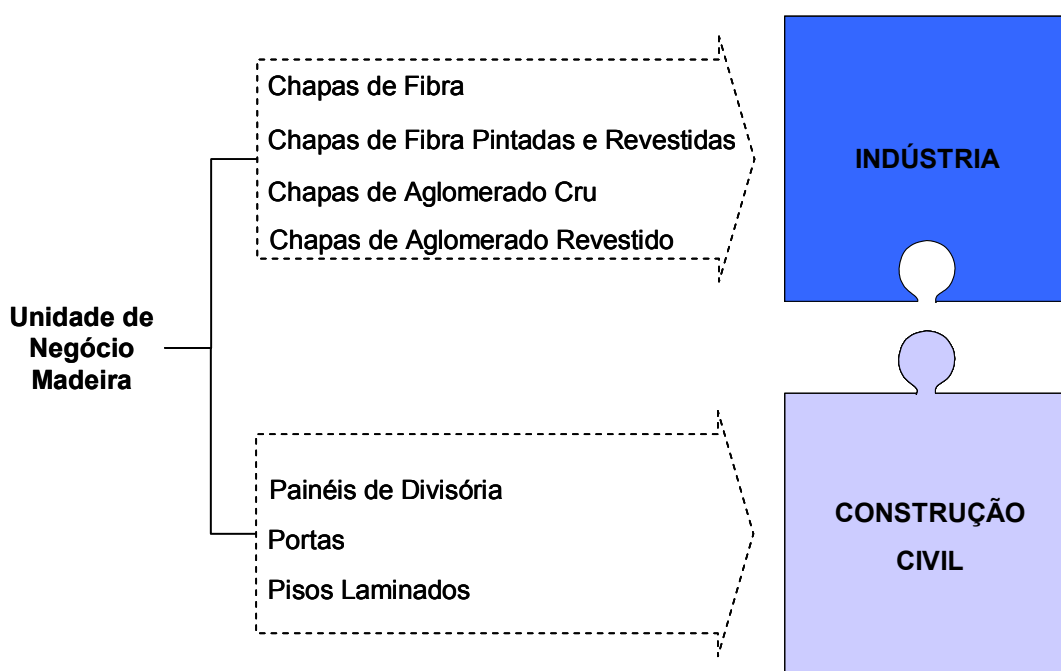 Unidade de
Negócio
Madeira
Chapas de Fibra
Chapas de Fibra Pintadas e Revestidas
Chapas de Aglomerado Cru
Chapas de Aglomerado Revestido
INDÚSTRIA
Painéis de Divisória
Portas
Pisos Laminados
CONSTRUÇÃO
CIVIL